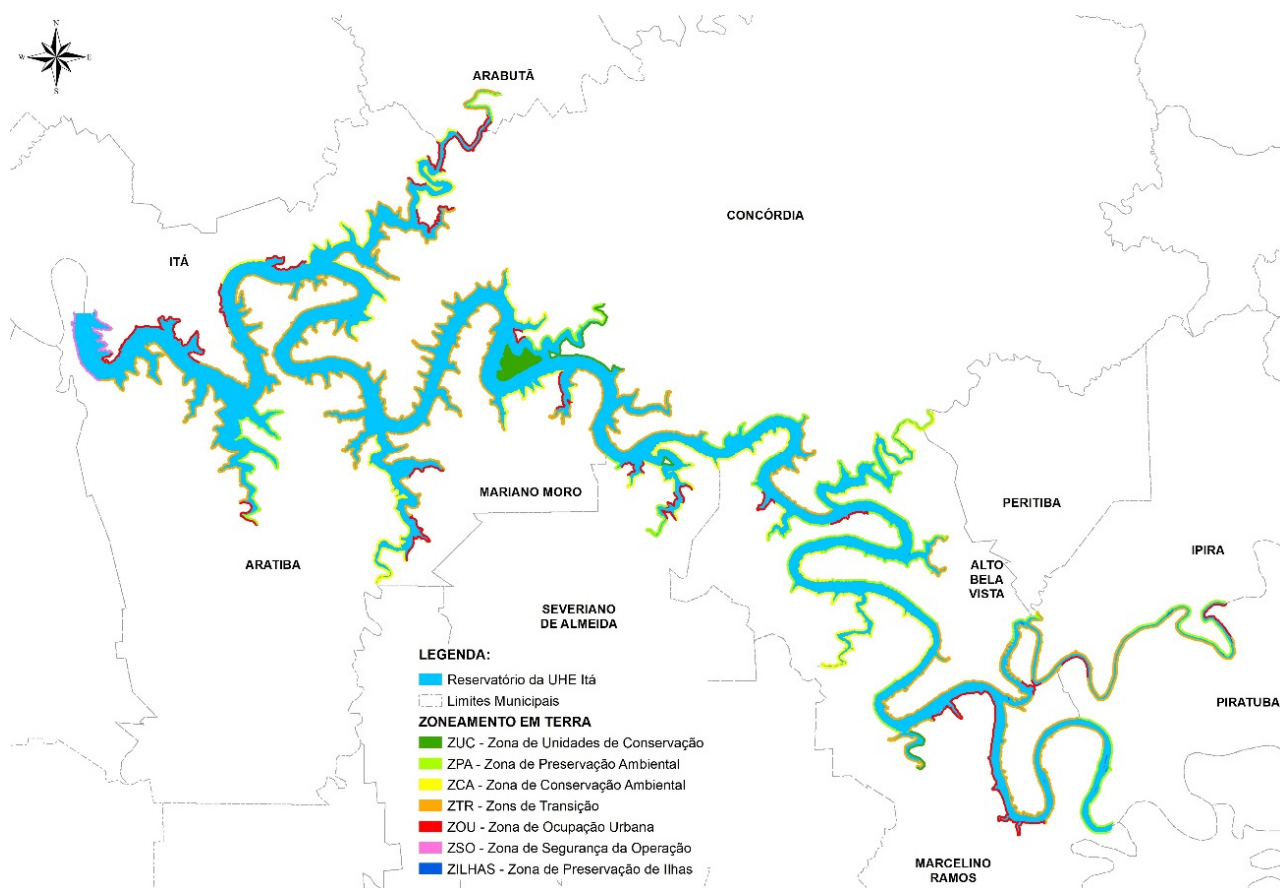 N
W
E
S
ARABUTÃ
CONCÓRDIA
ITÁ
MARIANO MORO
PERITIBA
IPIRA
ARATIBA
ALTO
BELA
VISTA
SEVERIANO
DE ALMEIDA
PIRATUBA
MARCELINO
RAMOS
LEGENDA:
Reservatório da UHE Itá
Limites Municipais
ZONEAMENTO EM TERRA
ZUC - Zona de Unidades de Conservação
ZPA - Zona de Preservação Ambiental
ZCA - Zona de Conservação Ambiental
ZTR - Zons de Transição
ZOU - Zona de Ocupação Urbana
ZSO - Zona de Segurança da Operação
ZILHAS - Zona de Preservação de Ilhas